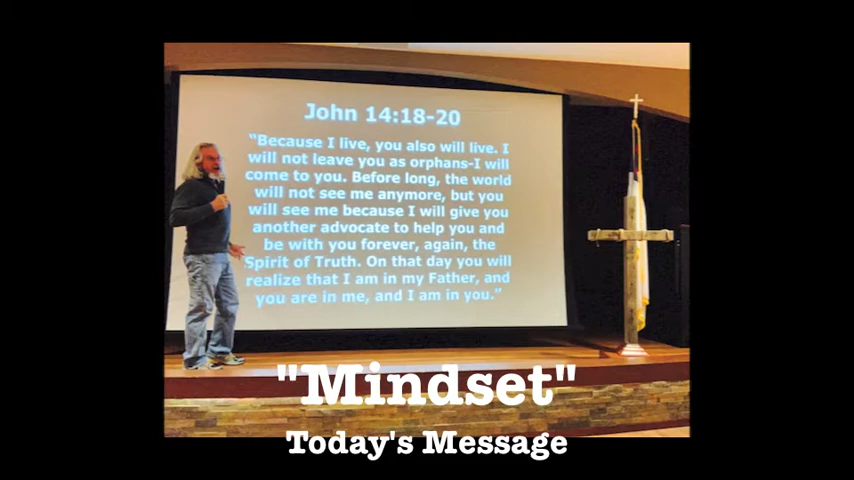 John 14:18-20
“Because I live, you also will live. I
will not leave you as orphans-I will
come to you. Before long, the world
will not see me anymore, but you
will see me because I will give you
another advocate to help you and
be with you forever, again, the
Spirit of Truth. On that day you will
realize that I am in my Father, and
you are in me, and I am in you.”
"Mindset"
Today's Message